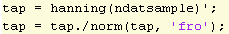 tap = hanning(ndatsample)';
tap = tap./norm(tap, 'fro');